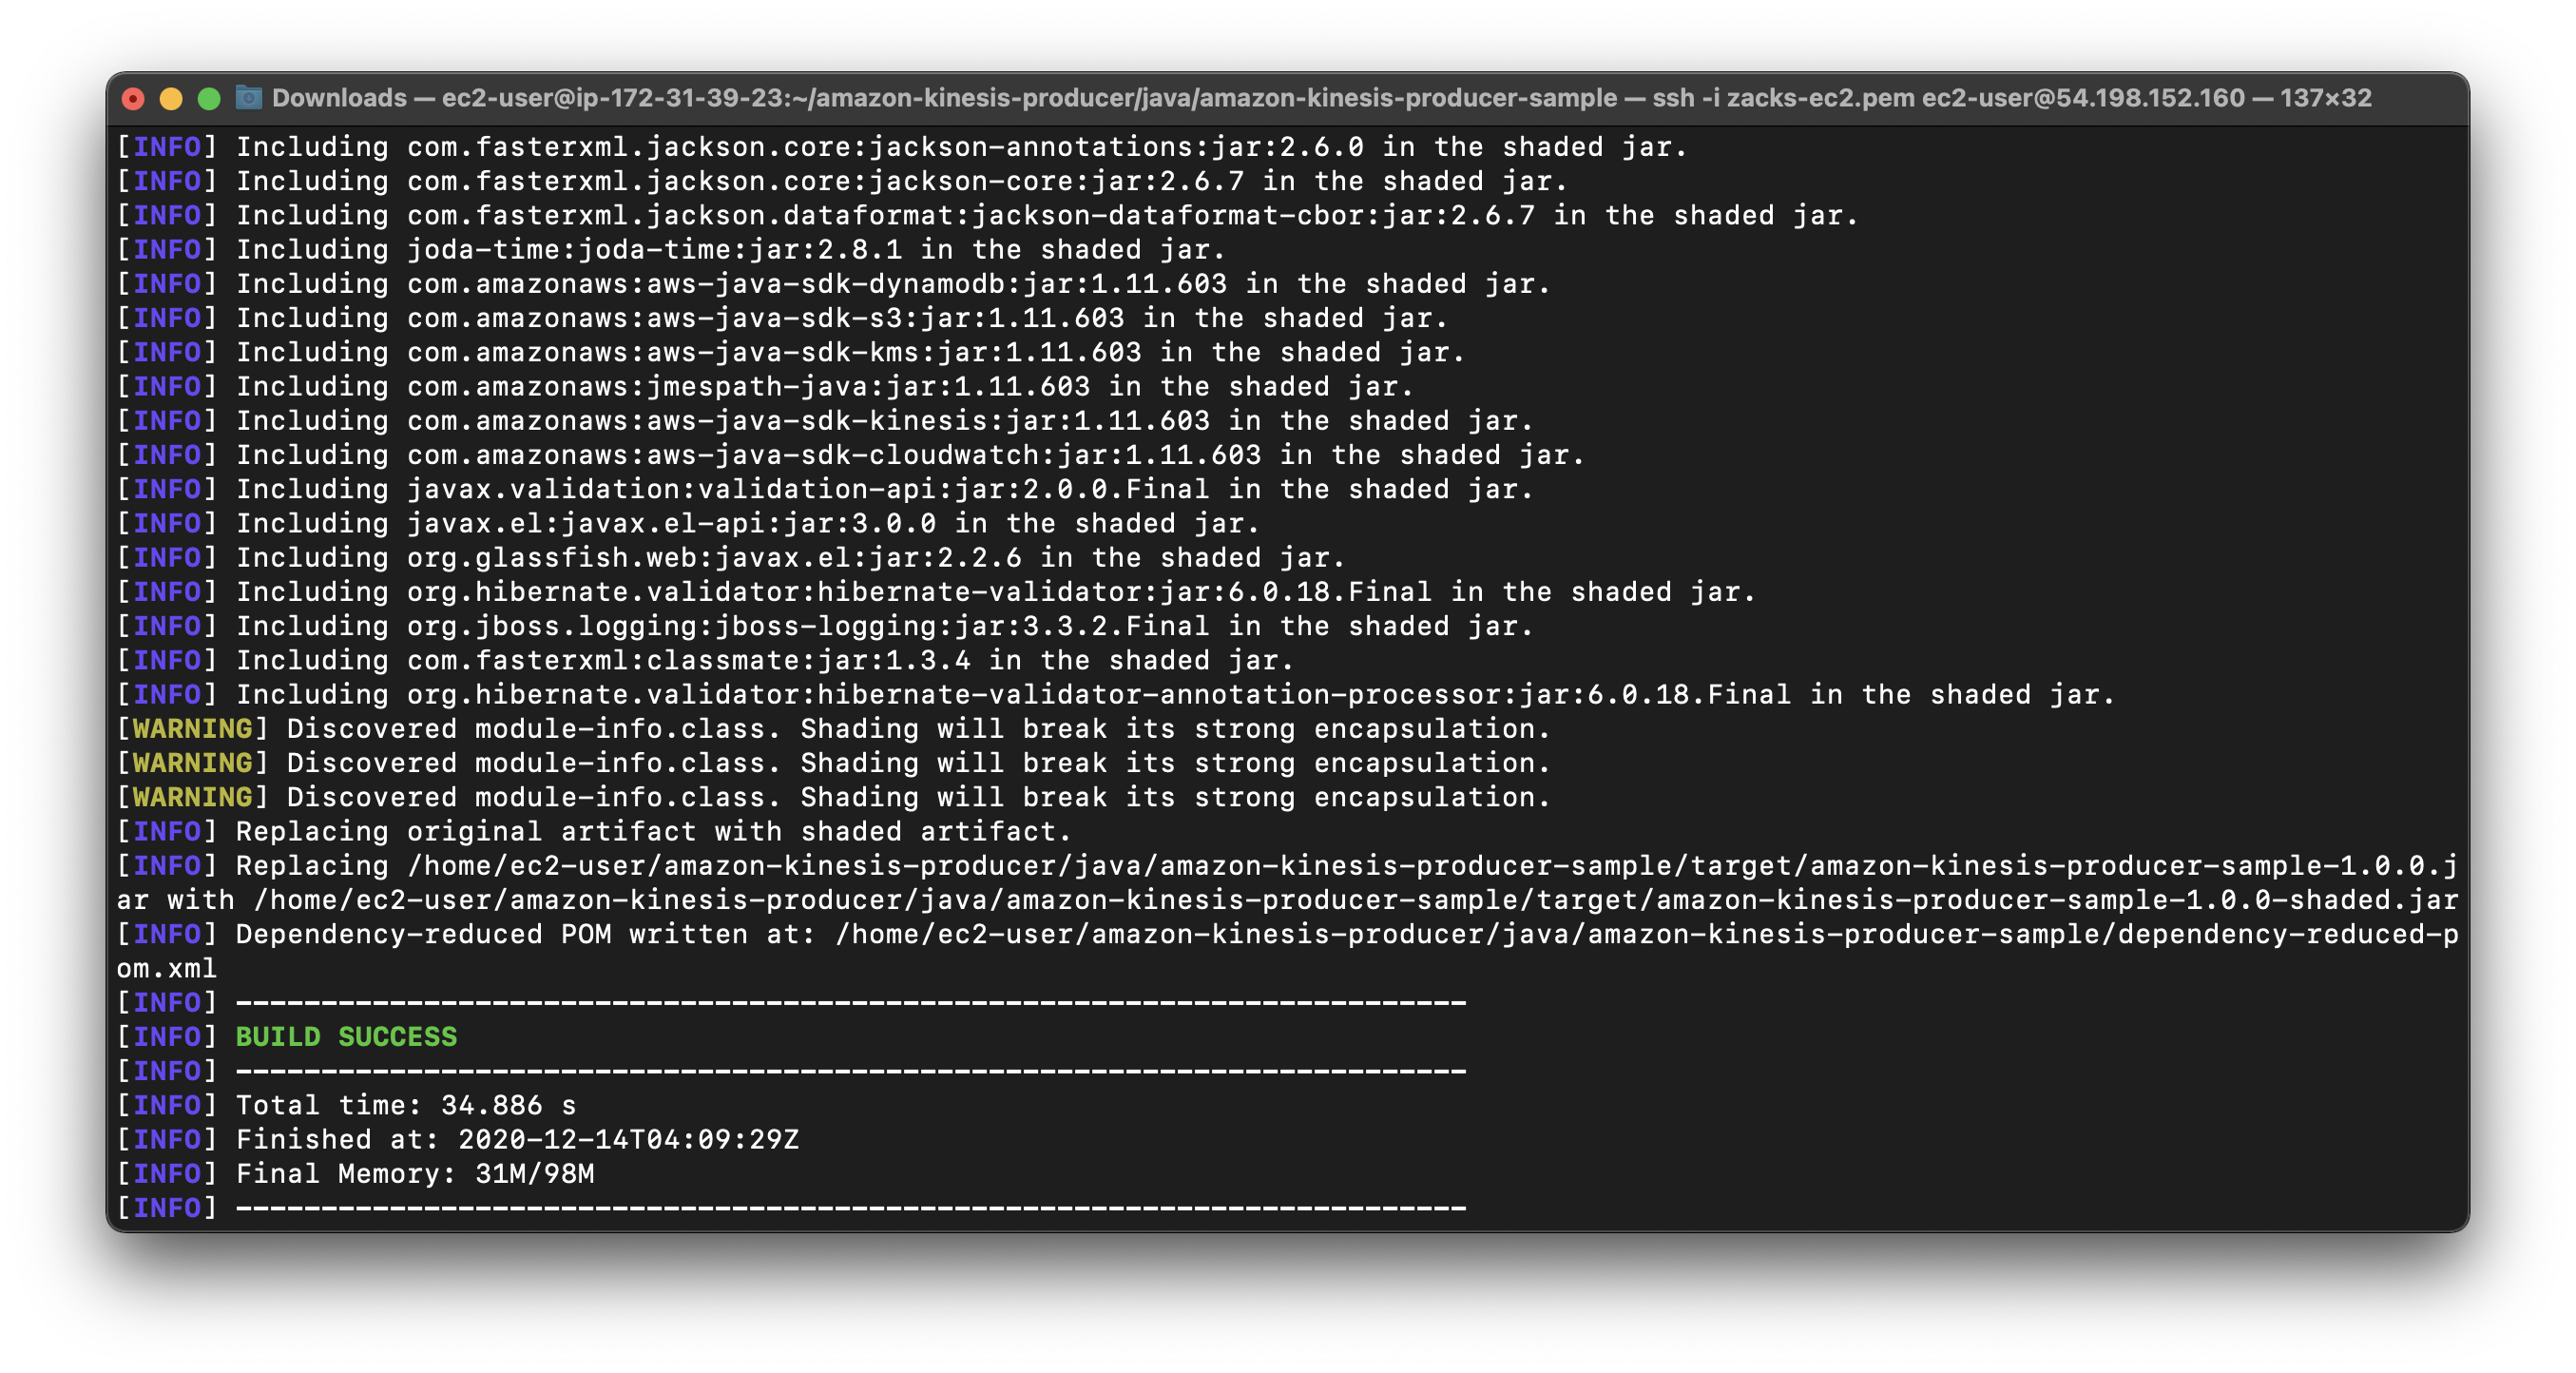 Downloads — ec2-user@ip-172-31-39-23:~/amazon-kinesis-producer/java/amazon-kinesis-producer-sample — ssh -i zacks-ec2.pem ec2-user@54.198.152.160 — 137×32
[INFO] Including com.fasterxml.jackson.core:jackson-annotations:jar:2.6.0 in the shaded jar.
[INFO] Including com.fasterxml.jackson.core:jackson-core:jar:2.6.7 in the shaded jar.
[INFO] Including com.fasterxml.jackson.dataformat:jackson-dataformat-cbor:jar:2.6.7 in the shaded jar.
[INFO] Including joda-time:joda-time:jar:2.8.1 in the shaded jar.
[INFO] Including com.amazonaws:aws-java-sdk-dynamodb:jar:1.11.603 in the shaded jar.
[INFO] Including com.amazonaws:aws-java-sdk-s3:jar:1.11.603 in the shaded jar.
[INFO] Including com.amazonaws:aws-java-sdk-kms:jar:1.11.603 in the shaded jar.
[INFO] Including com.amazonaws:jmespath-java:jar:1.11.603 in the shaded jar.
[INFO] Including com.amazonaws:aws-java-sdk-kinesis:jar:1.11.603 in the shaded jar.
[INFO] Including com.amazonaws:aws-java-sdk-cloudwatch:jar:1.11.603 in the shaded jar.
[INFO] Including javax.validation:validation-api:jar:2.0.0.Final in the shaded jar.
[INFO] Including javax.el:javax.el-api:jar:3.0.0 in the shaded jar.
[INFO] Including org.glassfish.web:javax.el:jar:2.2.6 in the shaded jar.
[INFO] Including org.hibernate.validator:hibernate-validator:jar:6.0.18.Final in the shaded jar.
[INFO] Including org.jboss.logging:jboss-logging:jar:3.3.2.Final in the shaded jar.
[INFO] Including com.fasterxml:classmate:jar:1.3.4 in the shaded jar.
[INFO] Including org.hibernate.validator:hibernate-validator-annotation-processor:jar:6.0.18.Final in the shaded jar.
[WARNING] Discovered module-info.class. Shading will break its strong encapsulation.
[WARNING] Discovered module-info.class. Shading will break its strong encapsulation.
[WARNING] Discovered module-info.class. Shading will break its strong encapsulation.
[INFO] Replacing original artifact with shaded artifact.
[INFO] Replacing /home/ec2-user/amazon-kinesis-producer/java/amazon-kinesis-producer-sample/target/amazon-kinesis-producer-sample-1.0.0.j
ar with /home/ec2-user/amazon-kinesis-producer/java/amazon-kinesis-producer-sample/target/amazon-kinesis-producer-sample-1.0.0-shaded.jar
[INFO] Dependency-reduced POM written at: /home/ec2-user/amazon-kinesis-producer/java/amazon-kinesis-producer-sample/dependency-reduced-p
om.xml
[INFO] ------------------------------------------------------------------------
[INFO] BUILD SUCCESS
[INFO] ------------------------------------------------------------------------
[INFO] Total time: 34.886 s
[INFO] Finished at: 2020-12-14T04:09:29Z
[INFO] Final Memory: 31M/98M
[INFO] ------------------------------------------------------------------------